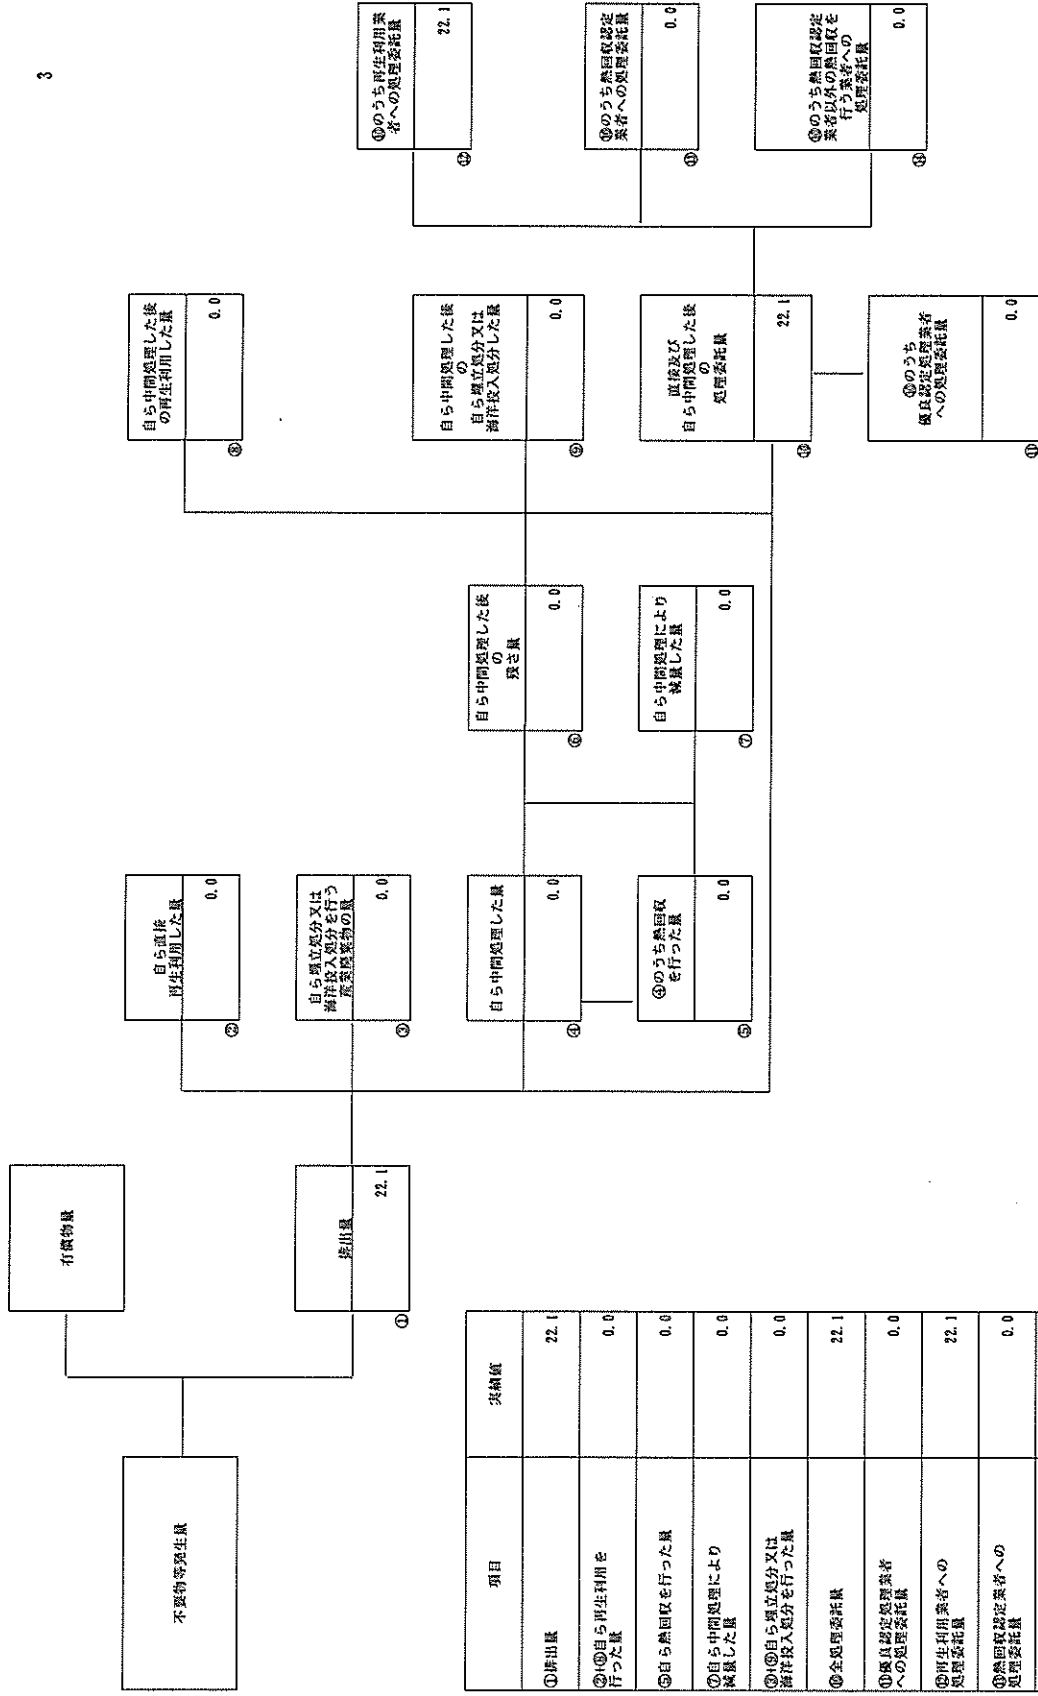 3
不要物等発生量
有償物量
排出量
22.1
①
自ら直接
再生利用した量
0.0
②
自ら埋立処分又は
海洋投入処分を行う
産業廃棄物の量
0.0
③
自ら中間処理した量
0.0
④
④のうち熱回収
を行った量
0.0
⑤
自ら中間処理した後
の
残さ量
0.0
⑥
自ら中間処理により
減量した量
0.0
⑦
自ら中間処理した後
の再生利用した量
0.0
⑧
自ら中間処理した後
の
自ら埋立処分又は
海洋投入処分した量
0.0
⑨
直接及び
自ら中間処理した後
の
処理委託量
22.1
⑩
⑩のうち
優良認定処理業者
への処理委託量
0.0
⑪
⑩のうち再生利用業
者への処理委託量
22.1
⑫
⑩のうち熱回収認定
業者への処理委託量
0.0
⑬
⑩のうち熱回収認定
業者以外の熱回収を
行う業者への
処理委託量
0.0
⑭
項目 実績値
①排出量 22.1
②+⑧自ら再生利用を
行った量 0.0
⑤自ら熱回収を行った量 0.0
⑦自ら中間処理により
減量した量 0.0
③+⑨自ら埋立処分又は
海洋投入処分を行った量 0.0
⑩全処理委託量 22.1
⑪優良認定処理業者
への処理委託量 0.0
⑫再生利用業者への
処理委託量 22.1
⑬熱回収認定業者への
処理委託量 0.0